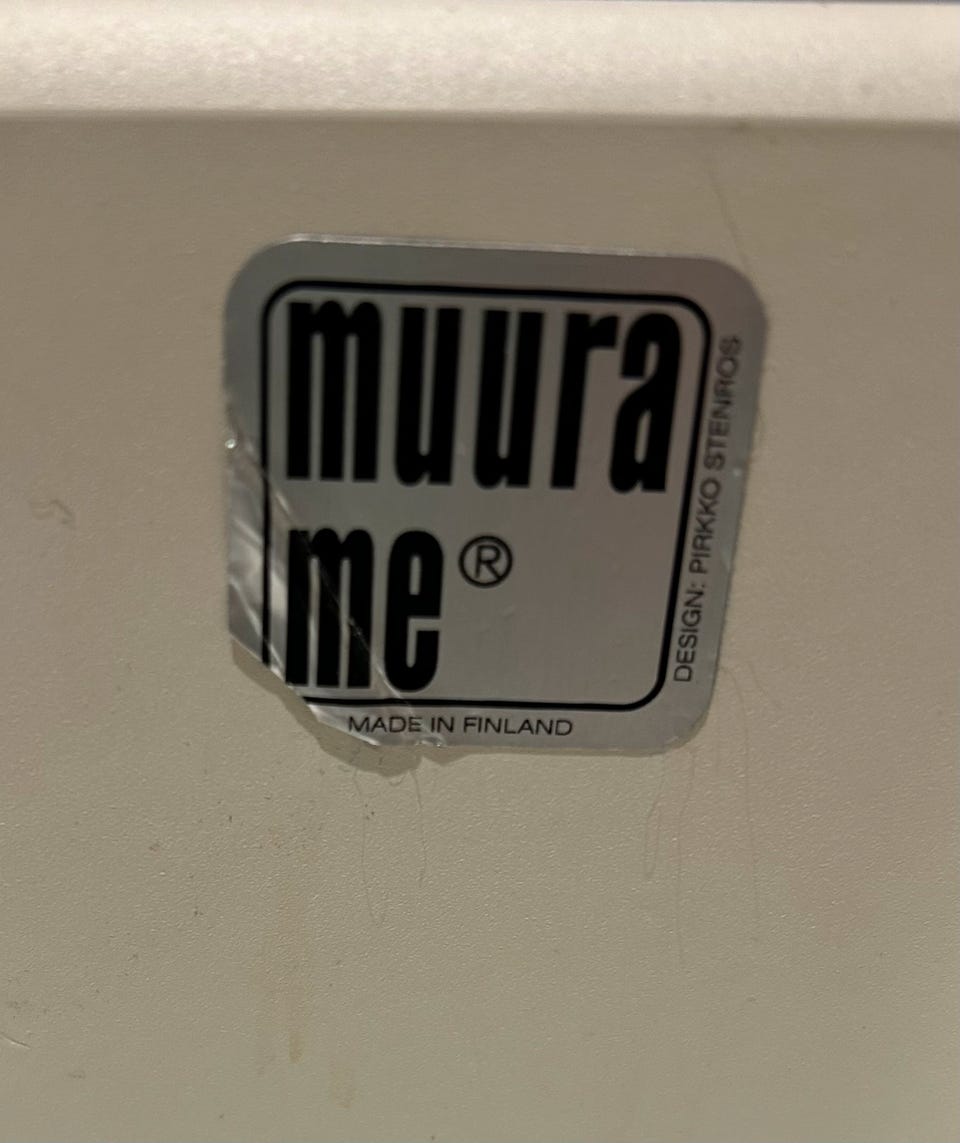 muura
me®
MADE IN FINLAND
DESIGN: PIRKKO STENROS